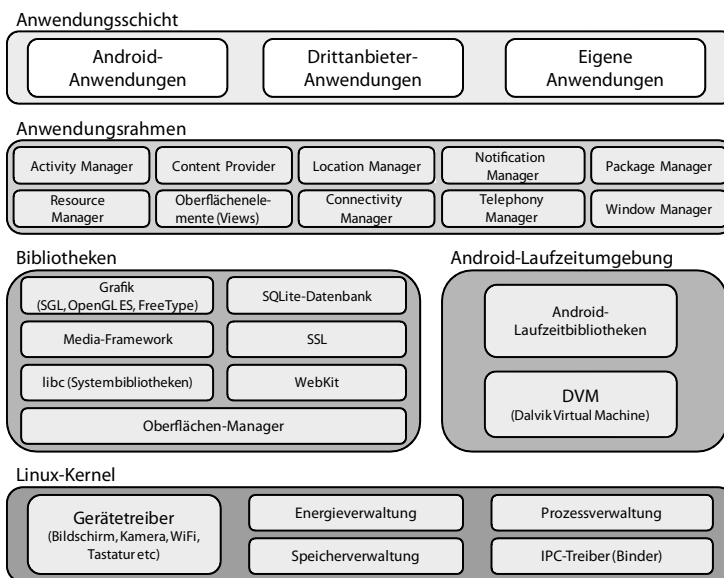 Anwendungsschicht
Android-
Anwendungen
Drittanbieter-
Anwendungen
Eigene
Anwendungen
Anwendungsrahmen
Activity Manager
Content Provider
Location Manager
Notification
Manager
Package Manager
Resource
Manager
Oberflächenele-
mente (Views)
Connectivity
Manager
Telephony
Manager
Window Manager
Bibliotheken
Grafik
(SGL, OpenGL ES, FreeType)
SQLite-Datenbank
Media-Framework
SSL
libc (Systembibliotheken)
WebKit
Oberflächen-Manager
Android-Laufzeitumgebung
Android-
Laufzeitbibliotheken
DVM
(Dalvik Virtual Machine)
Linux-Kernel
Gerätetreiber
(Bildschirm, Kamera, WiFi,
Tastatur etc)
Energieverwaltung
Prozessverwaltung
Speicherverwaltung
IPC-Treiber (Binder)